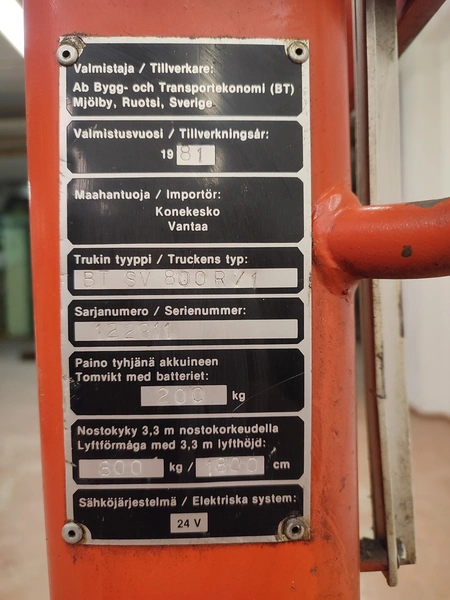 Valmistaja / Tillverkare:
Ab Bygg- och Transportekonomi (BT)
Mjölby, Ruotsi, Sverige
Valmistusvuosi / Tillverkningsår:
19 81
Maahantuoja / Importör:
Konekesko
Vantaa
Trukin tyyppi / Truckens typ:
BT SV 800 R/1
Sarjanumero / Serienummer:
Paino tyhjänä akkuineen
Tomvikt med batteriet:
200 kg
Nostokyky 3,3 m nostokorkeudella
Lyftförmåga med 3,3 m lyfthöjd:
800 kg / cm
Sähköjärjestelmä / Elektriska system:
24 V